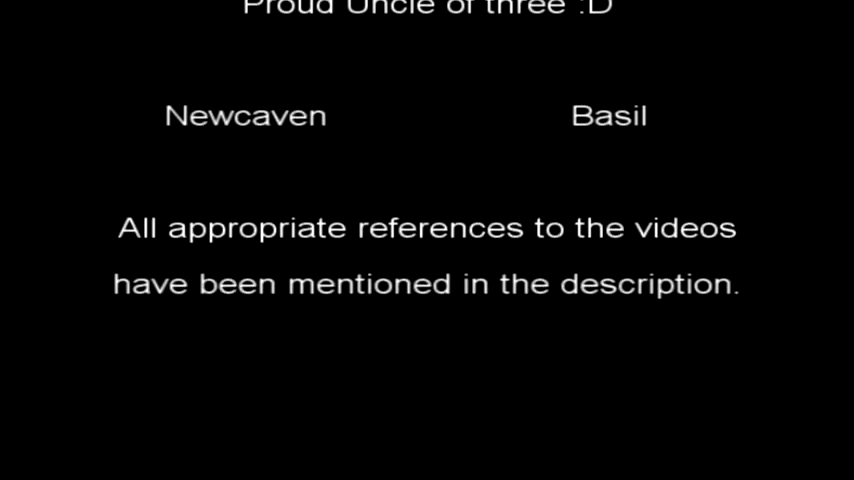 Proud Uncle of three :D
Newcaven Basil
All appropriate references to the videos
have been mentioned in the description.